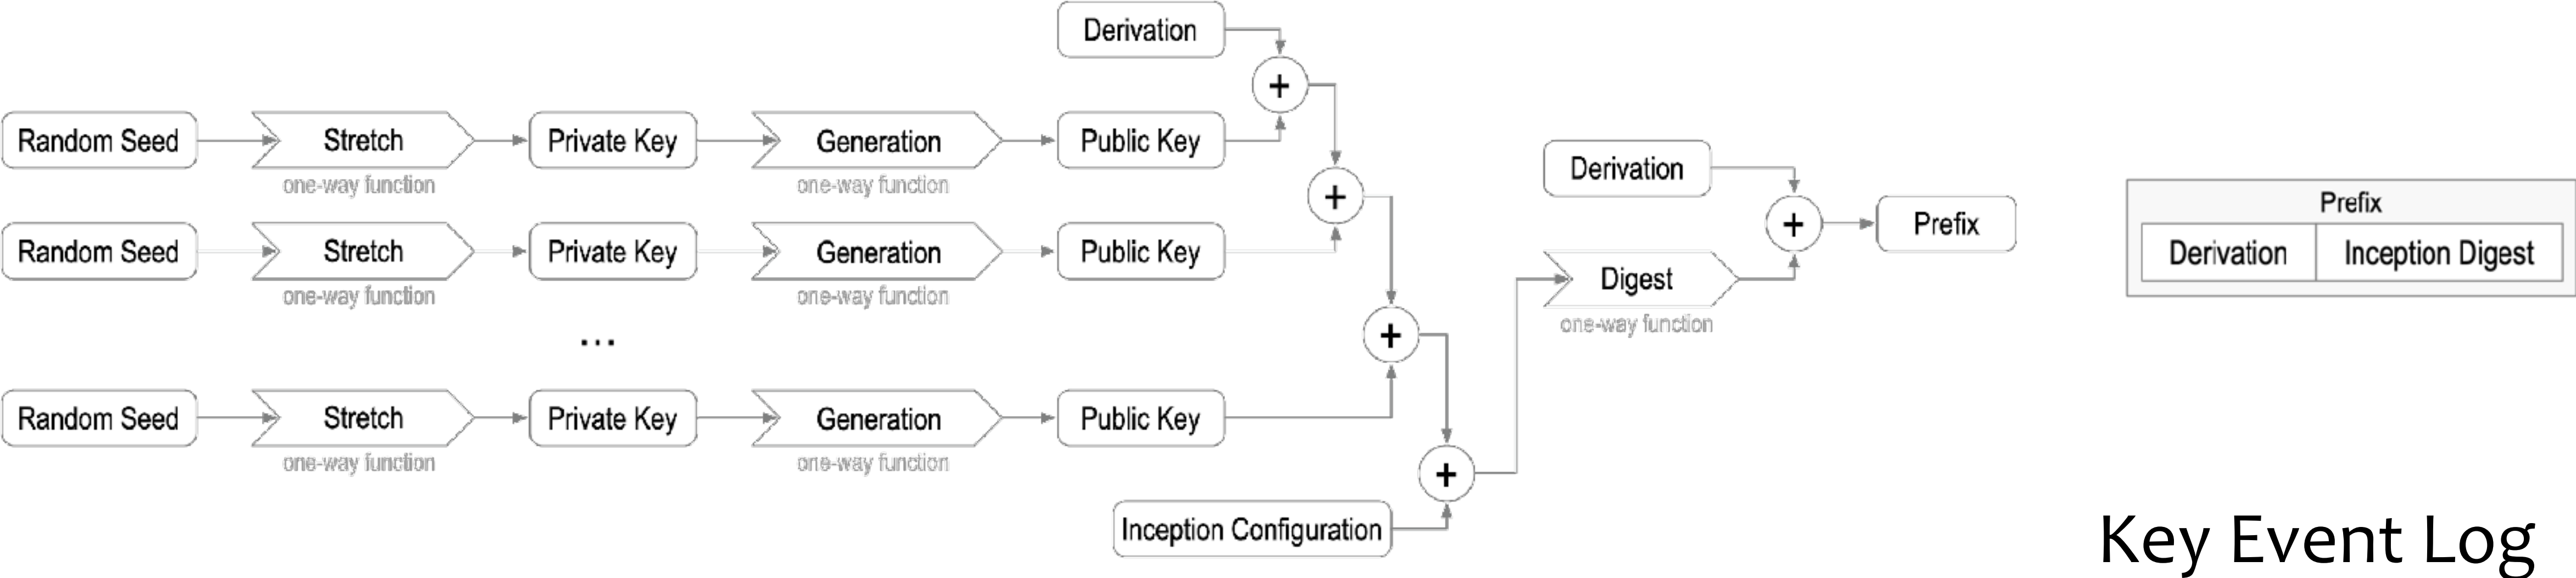 Derivation
+
Random Seed
Stretch
one-way function
Private Key
Generation
one-way function
Public Key
+
Random Seed
Stretch
one-way function
Private Key
Generation
one-way function
Public Key
...
+
Random Seed
Stretch
one-way function
Private Key
Generation
one-way function
Public Key
+
Inception Configuration
Derivation
+
Digest
one-way function
Prefix
Prefix
Derivation Inception Digest
Key Event Log